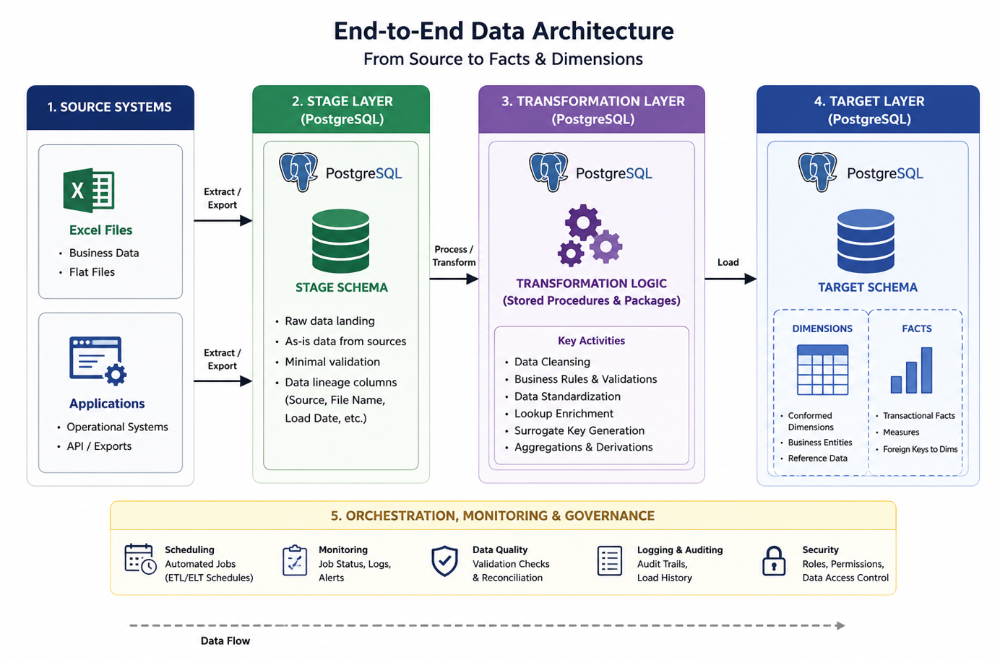 End-to-End Data Architecture
From Source to Facts & Dimensions
1. SOURCE SYSTEMS
X
Excel Files
• Business Data
• Flat Files
Applications
• Operational Systems
• API / Exports
Extract /
Export
Extract /
Export
2. STAGE LAYER
(PostgreSQL)
PostgreSQL
STAGE SCHEMA
• Raw data landing
• As-is data from sources
• Minimal validation
• Data lineage columns
(Source, File Name,
Load Date, etc.)
Process /
Transform
3. TRANSFORMATION LAYER
(PostgreSQL)
PostgreSQL
TRANSFORMATION LOGIC
(Stored Procedures & Packages)
Key Activities
• Data Cleansing
• Business Rules & Validations
• Data Standardization
• Lookup Enrichment
• Surrogate Key Generation
• Aggregations & Derivations
Load
4. TARGET LAYER
(PostgreSQL)
PostgreSQL
TARGET SCHEMA
DIMENSIONS
• Conformed
Dimensions
• Business Entities
• Reference Data
FACTS
• Transactional Facts
• Measures
• Foreign Keys to Dims
5. ORCHESTRATION, MONITORING & GOVERNANCE
Scheduling
Automated Jobs
(ETL/ELT Schedules)
Monitoring
Job Status, Logs,
Alerts
Data Quality
Validation Checks
& Reconciliation
Logging & Auditing
Audit Trails,
Load History
Security
Roles, Permissions,
Data Access Control
Data Flow